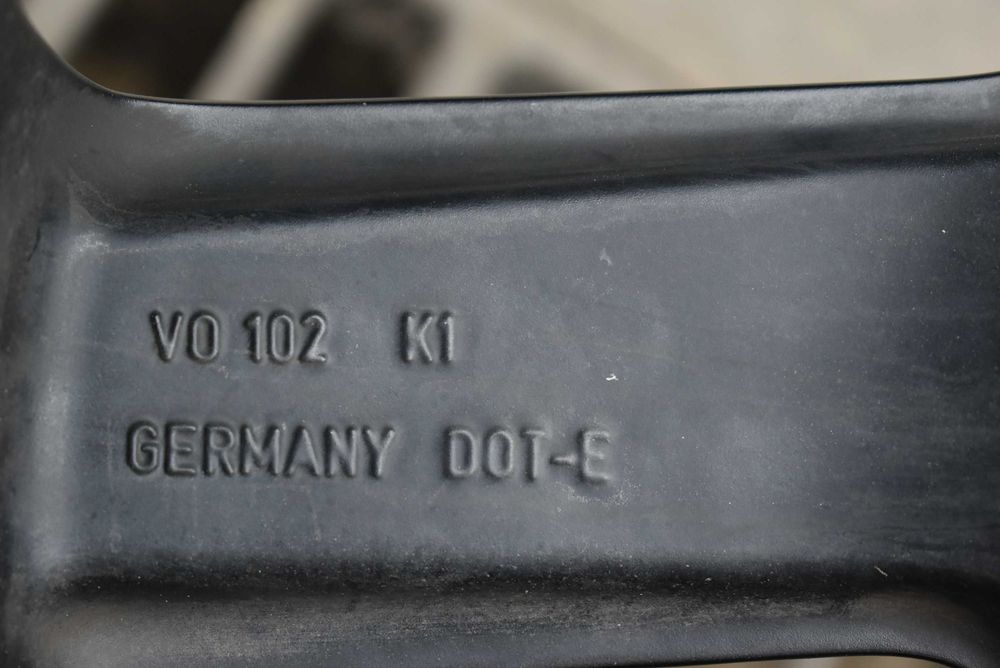 VO 102 K1
GERMANY DOT-E